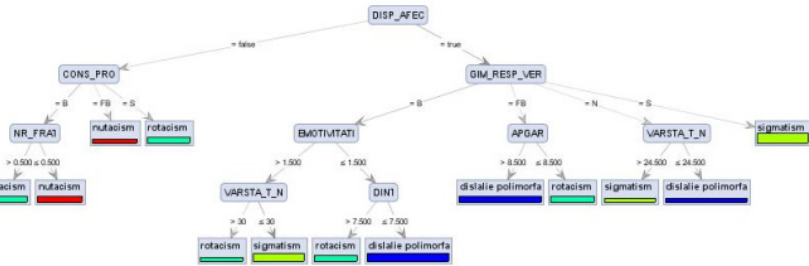 DISP_AFEC
= false
= true
CONS_PRO
GIM_RESP_VER
= B
= FB
= S
= B
= FB
= N
= S
NR_FRA1
nutacism
rotacism
EMOTIVITATI
APGAR
VARSTA_T_N
sigmatism
> 0.500 ≤ 0.500
> 1.500
≤ 1.500
> 8.500
≤ 8.500
> 24.500 ≤ 24.500
acism
nutacism
VARSTA_T_N
DIN1
dislalie polimorfa
rotacism
sigmatism
dislalie polimorfa
> 30
≤ 30
> 7.500
≤ 7.500
rotacism
sigmatism
rotacism
dislalie polimorfa